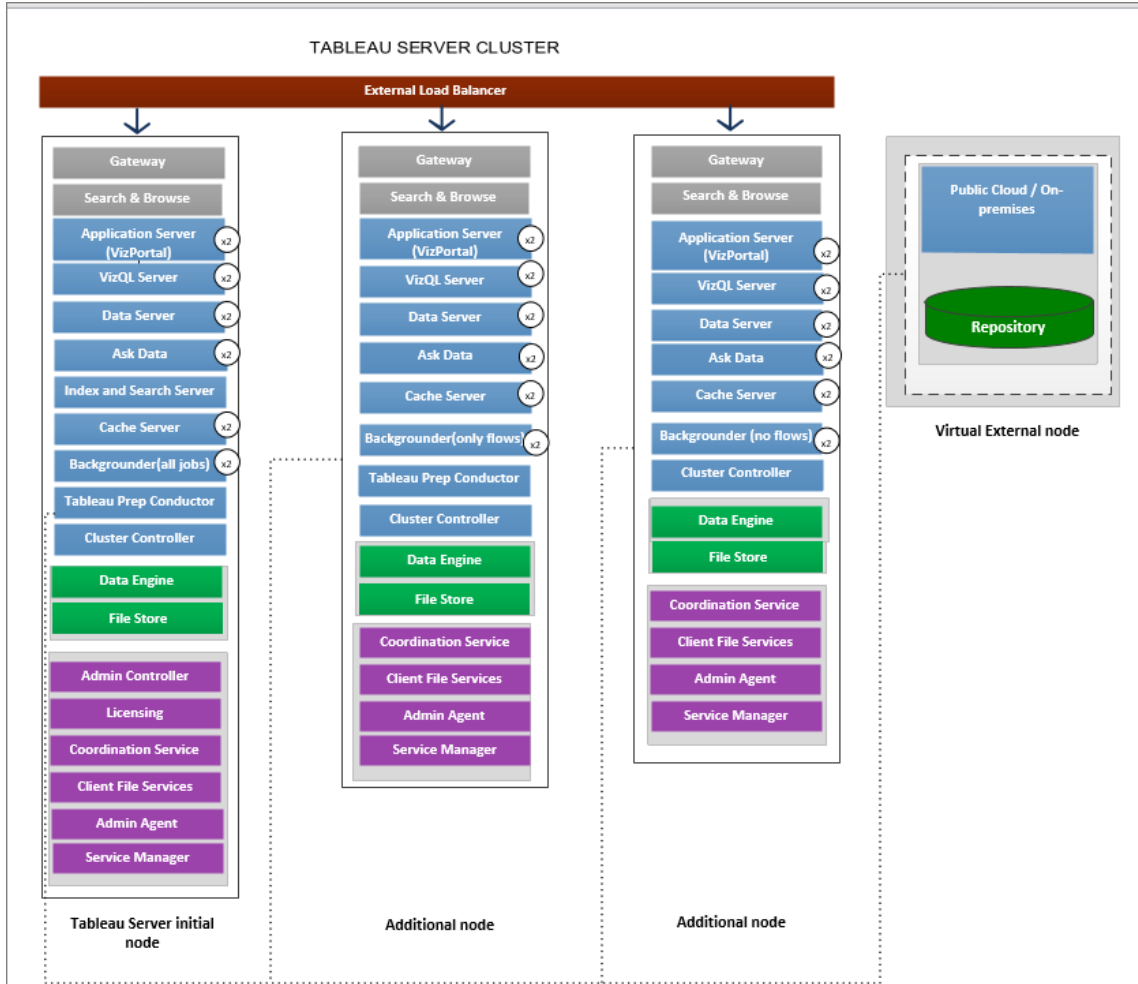 TABLEAU SERVER CLUSTER
External Load Balancer
Gateway
Search & Browse
Application Server
(VizPortal)
x2
VizQL Server
x2
Data Server
x2
Ask Data
x2
Index and Search Server
Cache Server
x2
Backgrounder(all jobs)
x2
Tableau Prep Conductor
Cluster Controller
Data Engine
File Store
Admin Controller
Licensing
Coordination Service
Client File Services
Admin Agent
Service Manager
Tableau Server initial
node
Gateway
Search & Browse
Application Server
(VizPortal)
x2
VizQL Server
x2
Data Server
x2
Ask Data
x2
Cache Server
x2
Backgrounder(only flows)
x2
Tableau Prep Conductor
Cluster Controller
Data Engine
File Store
Coordination Service
Client File Services
Admin Agent
Service Manager
Additional node
Gateway
Search & Browse
Application Server
(VizPortal)
x2
VizQL Server
x2
Data Server
x2
Ask Data
x2
Cache Server
x2
Backgrounder (no flows)
x2
Cluster Controller
Data Engine
File Store
Coordination Service
Client File Services
Admin Agent
Service Manager
Additional node
Public Cloud / On-
premises
Repository
Virtual External node